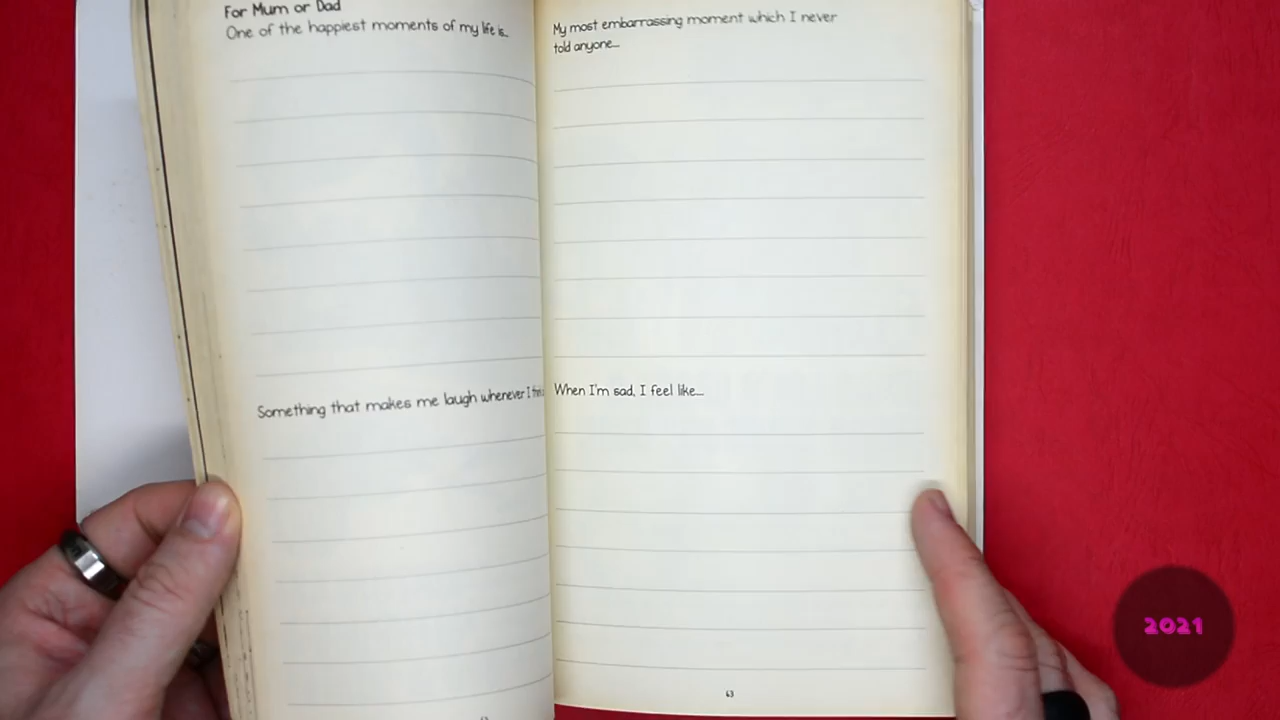 For Mum or Dad
One of the happiest moments of my life is...
Something that makes me laugh whenever I
My most embarrassing moment which I never
told anyone...
When I'm sad, I feel like...
63
2021